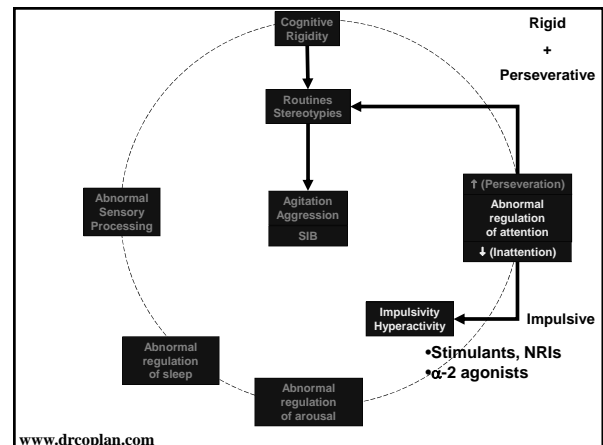 Cognitive
Rigidity
Rigid
+
Perseverative
Routines
Stereotypies
Abnormal
Sensory
Processing
Agitation
Aggression
SIB
↑ (Perseveration)
Abnormal
regulation
of attention
↓ (Inattention)
Impulsivity
Hyperactivity
Impulsive
•Stimulants, NRIs
•α-2 agonists
Abnormal
regulation
of sleep
Abnormal
regulation
of arousal
www.drcoplan.com